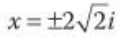 x = ±2√2i